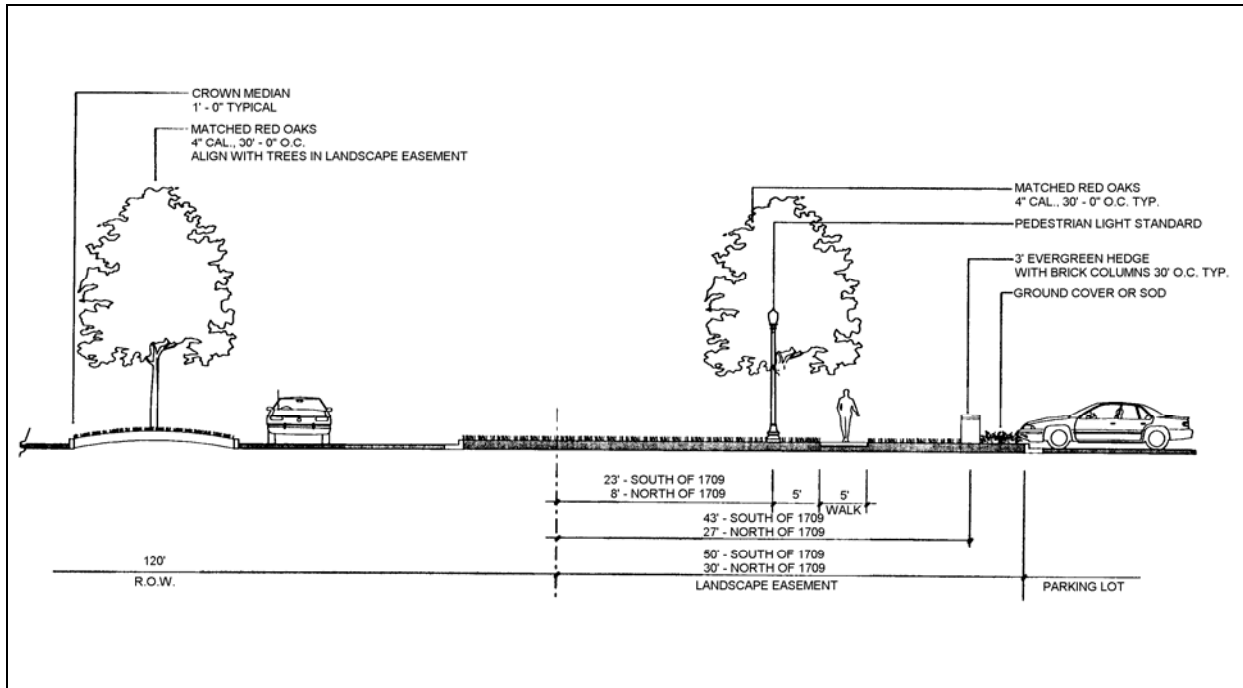 CROWN MEDIAN
1' - 0" TYPICAL
MATCHED RED OAKS
4" CAL., 30' - 0" O.C.
ALIGN WITH TREES IN LANDSCAPE EASEMENT
MATCHED RED OAKS
4" CAL., 30' - 0" O.C. TYP.
PEDESTRIAN LIGHT STANDARD
3' EVERGREEN HEDGE
WITH BRICK COLUMNS 30' O.C. TYP.
GROUND COVER OR SOD
23' - SOUTH OF 1709
8' - NORTH OF 1709
5'
5'
WALK
43' - SOUTH OF 1709
27' - NORTH OF 1709
120'
R.O.W.
50' - SOUTH OF 1709
30' - NORTH OF 1709
LANDSCAPE EASEMENT
PARKING LOT